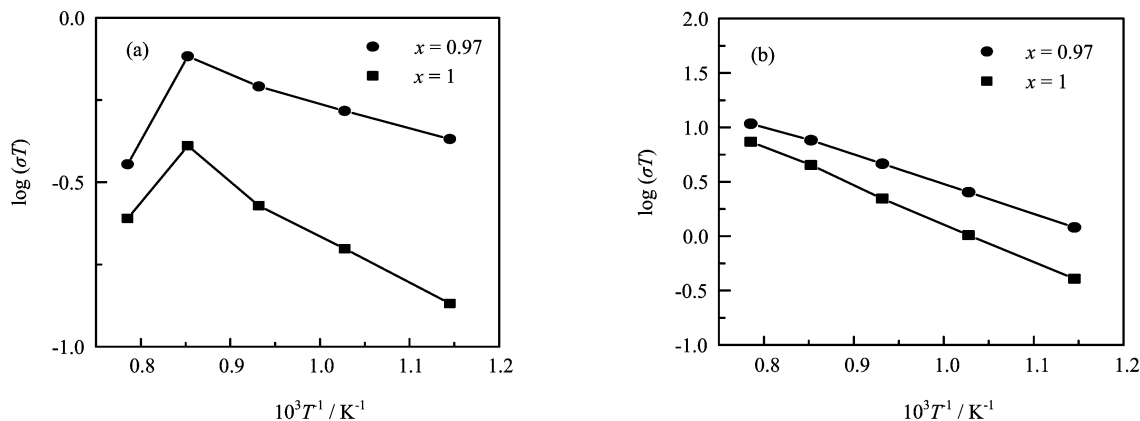 0.0
(a)
x = 0.97
x = 1
-0.5
-1.0
log (σT)
0.8 0.9 1.0 1.1 1.2
10³T⁻¹ / K⁻¹
2.0
(b)
x = 0.97
x = 1
1.5
1.0
0.5
0.0
-0.5
-1.0
log (σT)
0.8 0.9 1.0 1.1 1.2
10³T⁻¹ / K⁻¹